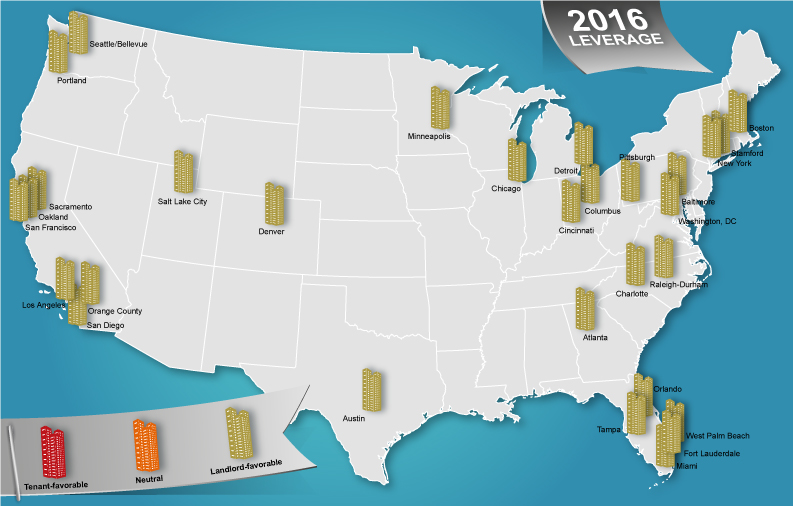 2016
LEVERAGE
Seattle/Bellevue
Portland
Minneapolis
Boston
Stamford
New York
Pittsburgh
Detroit
Chicago
Salt Lake City
Sacramento
Oakland
San Francisco
Denver
Columbus
Cincinnati
Baltimore
Washington, DC
Raleigh-Durham
Charlotte
Los Angeles
Orange County
San Diego
Atlanta
Orlando
Austin
Tampa
West Palm Beach
Fort Lauderdale
Miami
Tenant-favorable
Neutral
Landlord-favorable